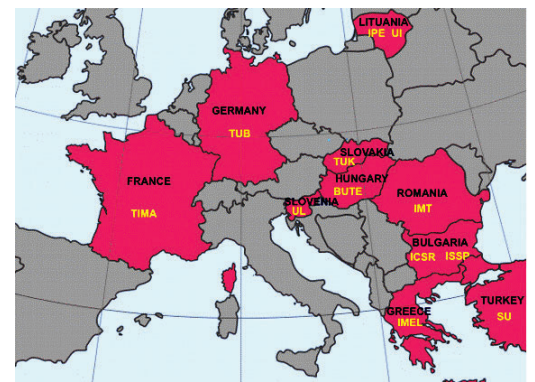 LITUANIA
IPE UI
GERMANY
TUB
SLOVAKIA
TUK
FRANCE
HUNGARY
BUTE
TIMA
SLOVENIA
UL
ROMANIA
IMT
BULGARIA
ICSR ISSP
TURKEY
SU
GREECE
IMEL